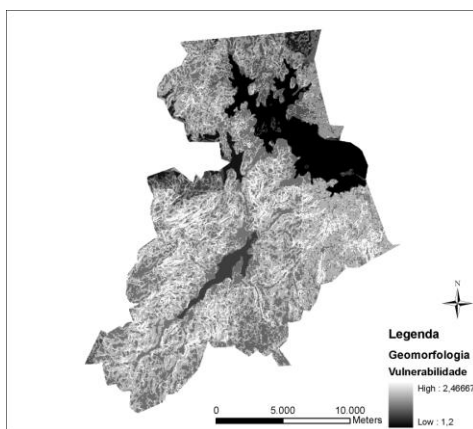 N
Legenda
Geomorfologia
Vulnerabilidade
High : 2,46667
Low : 1,2
0 5.000 10.000
Meters